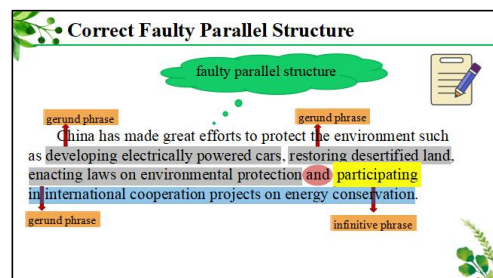 Correct Faulty Parallel Structure
faulty parallel structure
gerund phrase
gerund phrase
China has made great efforts to protect the environment such
as developing electrically powered cars, restoring desertified land,
enacting laws on environmental protection and participating
in international cooperation projects on energy conservation.
gerund phrase
infinitive phrase